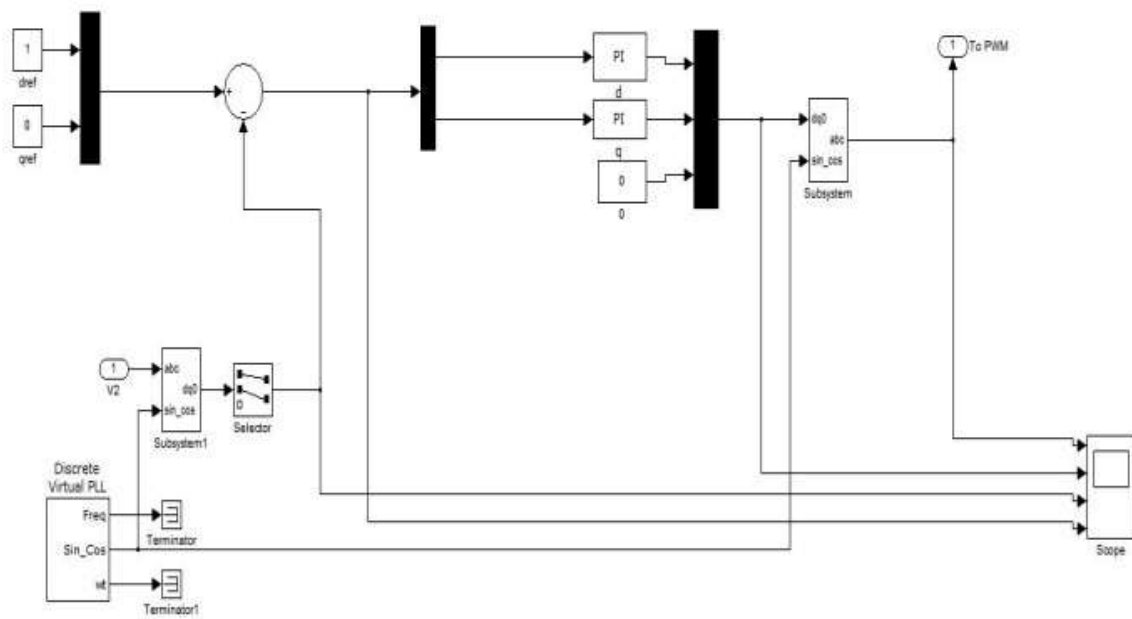 1
dref
0
qref
+
-
PI
d
PI
q
0
0
dq0
abc
sin_cos
Subsystem
1
To PWM
1
V2
abc
dq0
sin_cos
Subsystem1
Selector
Discrete
Virtual PLL
Freq
Sin_Cos
wt
Terminator
Terminator1
Scope